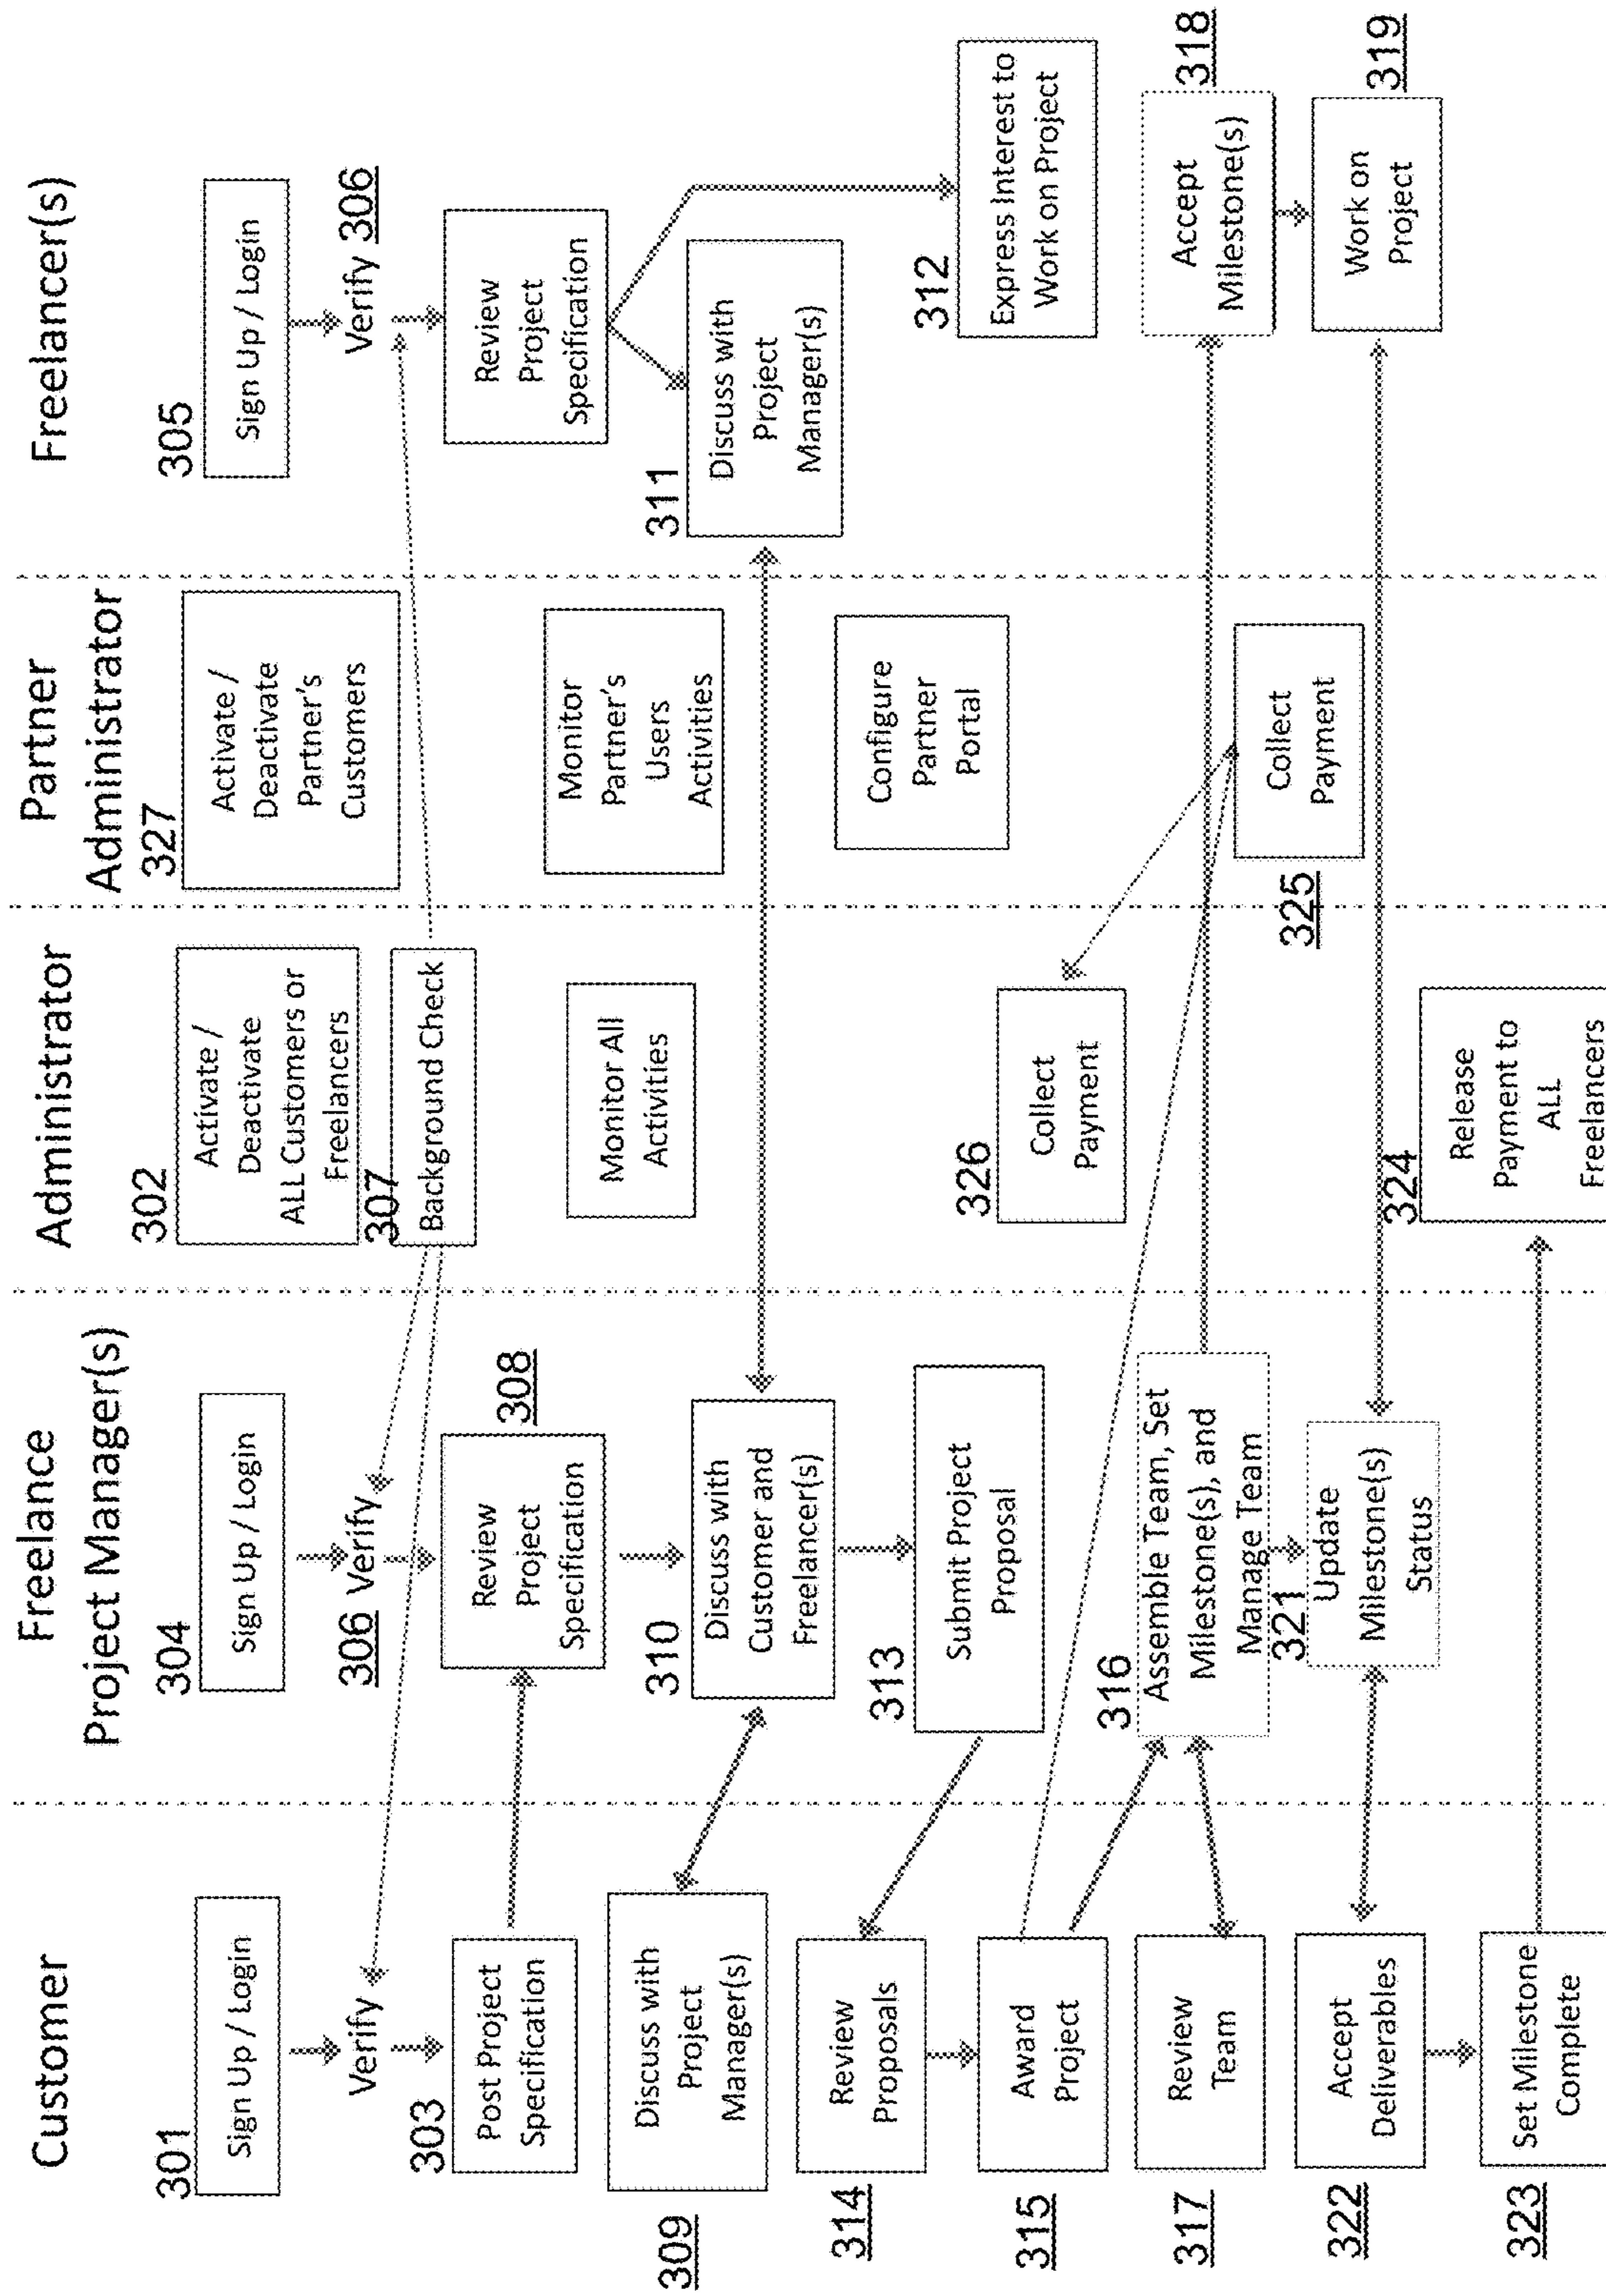 Customer
301
Sign Up / Login
Verify
303
Post Project
Specification
309
Discuss with
Project
Manager(s)
314
Review
Proposals
315
Award
Project
317
Review
Team
322
Accept
Deliverables
323
Set Milestone
Complete
Freelance
Project Manager(s)
304
Sign Up / Login
306 Verify
308
Review
Project
Specification
310
Discuss with
Customer and
Freelancer(s)
313
Submit Project
Proposal
316
Assemble Team, Set
Milestone(s), and
Manage Team
321
Update
Milestone(s)
Status
Administrator
302
Activate /
Deactivate
ALL Customers or
Freelancers
307
Background Check
Monitor All
Activities
326
Collect
Payment
324
Release
Payment to
ALL
Freelancers
Partner
Administrator
327
Activate /
Deactivate
Partner's
Customers
Monitor
Partner's
Users
Activities
Configure
Partner
Portal
325
Collect
Payment
Freelancer(s)
305
Sign Up / Login
Verify 306
Review
Project
Specification
311
Discuss with
Project
Manager(s)
312
Express Interest to
Work on Project
318
Accept
Milestone(s)
319
Work on
Project